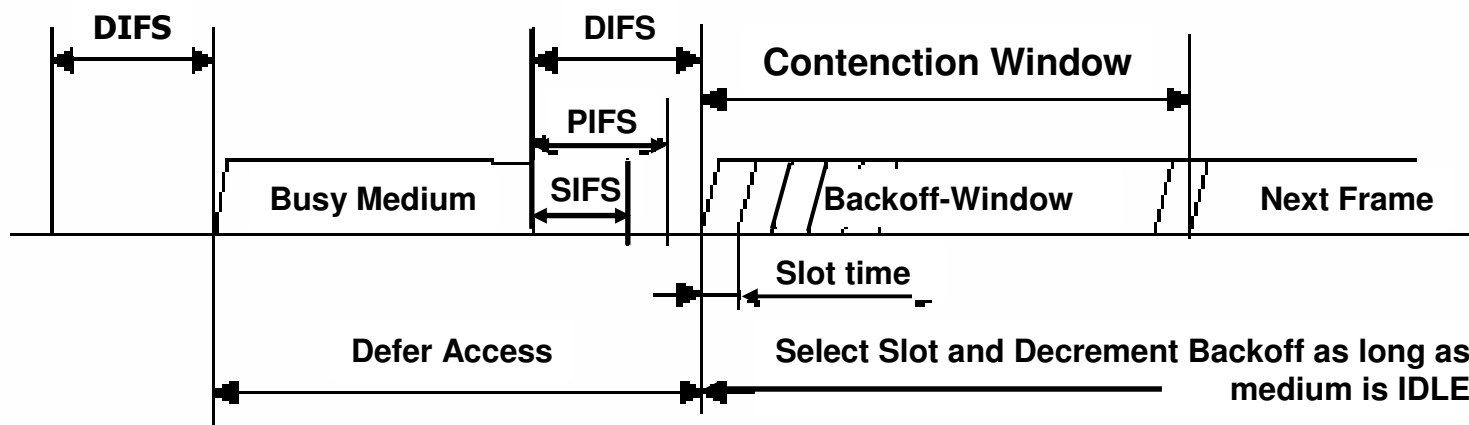 DIFS
DIFS
Contenction Window
PIFS
Busy Medium
SIFS
Backoff-Window
Next Frame
Slot time
Defer Access
Select Slot and Decrement Backoff as long as
medium is IDLE